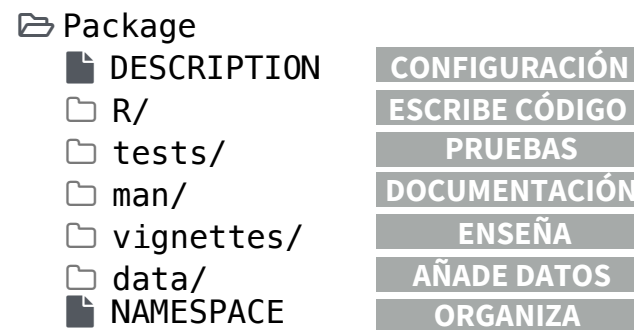 Package
DESCRIPTION CONFIGURACIÓN
R/ ESCRIBE CÓDIGO
tests/ PRUEBAS
man/ DOCUMENTACIÓN
vignettes/ ENSEÑA
data/ AÑADE DATOS
NAMESPACE ORGANIZA